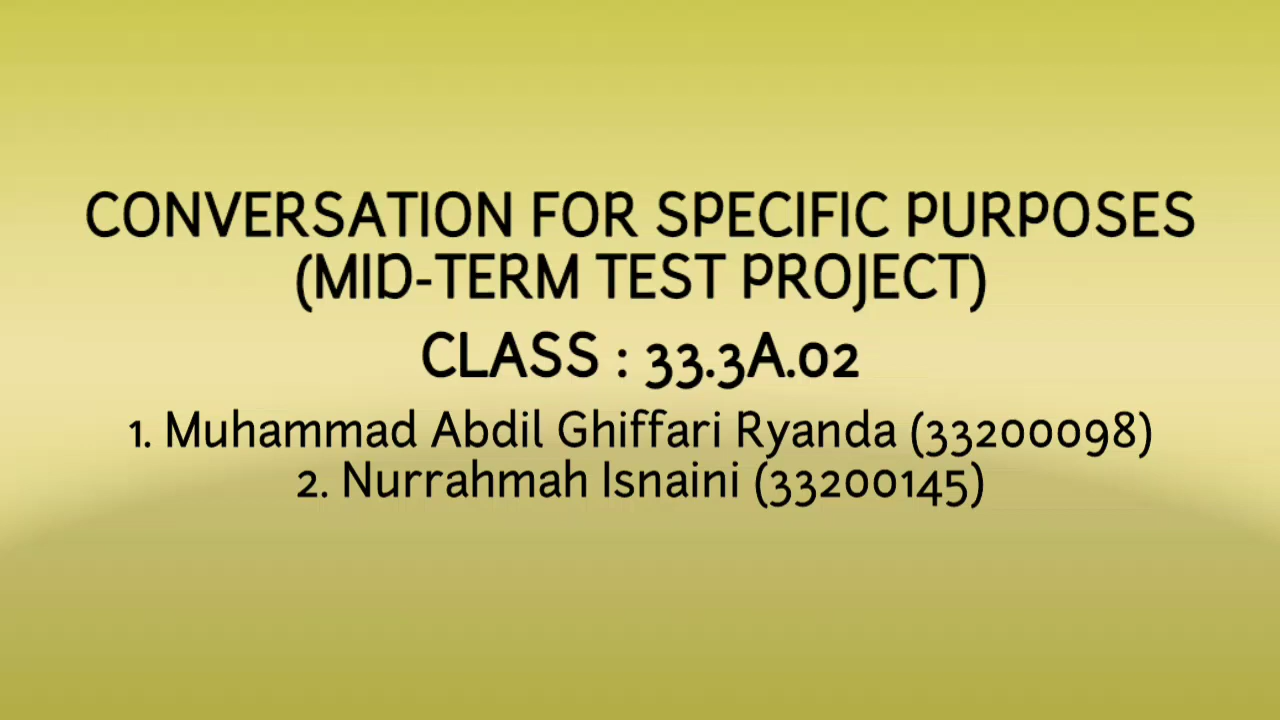 CONVERSATION FOR SPECIFIC PURPOSES
(MID-TERM TEST PROJECT)
CLASS : 33.3A.02
1. Muhammad Abdil Ghiffari Ryanda (33200098)
2. Nurrahmah Isnaini (33200145)